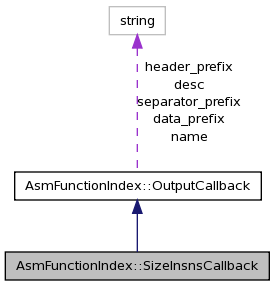 string
header_prefix
desc
separator_prefix
data_prefix
name
AsmFunctionIndex::OutputCallback
AsmFunctionIndex::SizeInsnsCallback